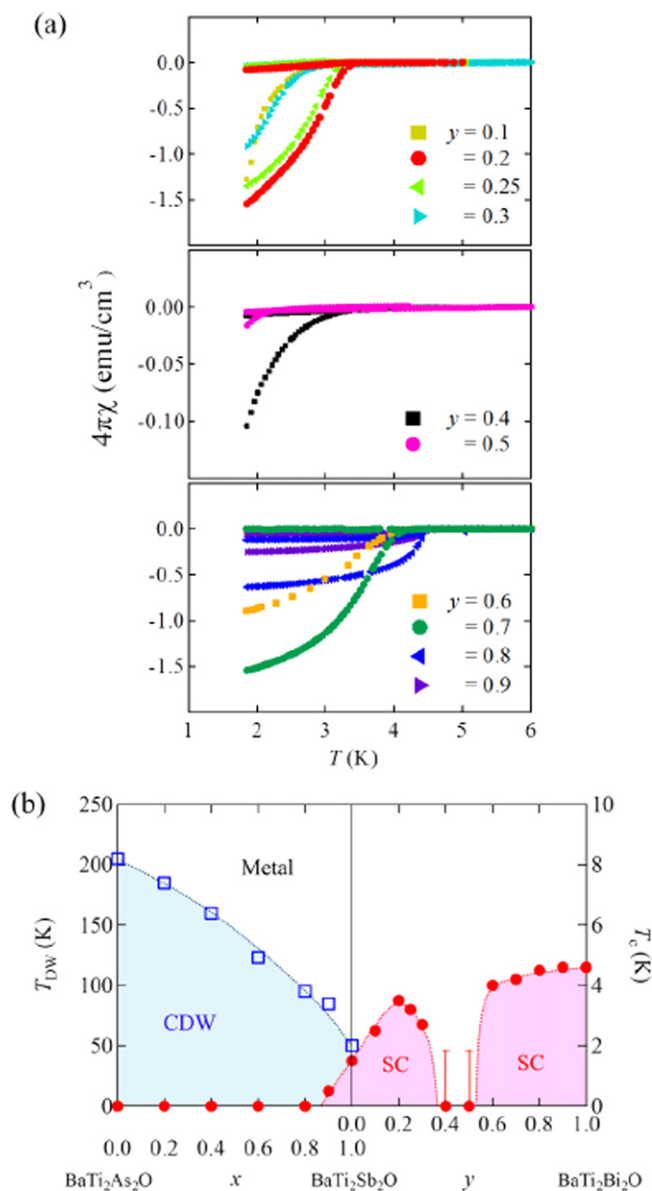 (a)
0.0
-0.5
-1.0
-1.5
y = 0.1
= 0.2
= 0.25
= 0.3
4πχ (emu/cm³)
0.00
-0.05
-0.10
y = 0.4
= 0.5
0.0
-0.5
-1.0
-1.5
y = 0.6
= 0.7
= 0.8
= 0.9
1 2 3 4 5 6
T (K)
(b)
250 10
Metal
200 8
150 6
T_DW (K) T_c (K)
100 4
CDW
50 2
SC SC
0 0
0.0 0.2 0.4 0.6 0.8 1.0
0.0 0.2 0.4 0.6 0.8 1.0
BaTi₂As₂O x BaTi₂Sb₂O y BaTi₂Bi₂O